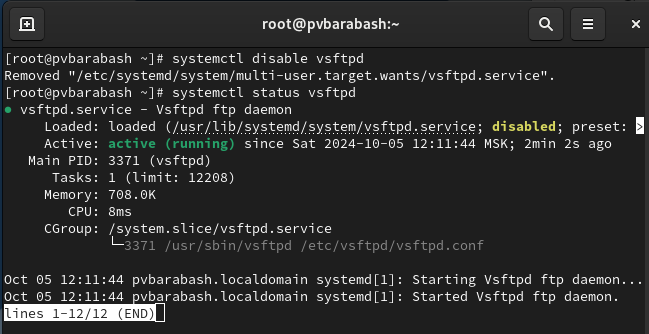 root@pvbarabash:~
[root@pvbarabash ~]# systemctl disable vsftpd
Removed "/etc/systemd/system/multi-user.target.wants/vsftpd.service".
[root@pvbarabash ~]# systemctl status vsftpd
● vsftpd.service - Vsftpd ftp daemon
     Loaded: loaded (/usr/lib/systemd/system/vsftpd.service; disabled; preset: >
     Active: active (running) since Sat 2024-10-05 12:11:44 MSK; 2min 2s ago
   Main PID: 3371 (vsftpd)
      Tasks: 1 (limit: 12208)
     Memory: 708.0K
        CPU: 8ms
     CGroup: /system.slice/vsftpd.service
             └─3371 /usr/sbin/vsftpd /etc/vsftpd/vsftpd.conf

Oct 05 12:11:44 pvbarabash.localdomain systemd[1]: Starting Vsftpd ftp daemon...
Oct 05 12:11:44 pvbarabash.localdomain systemd[1]: Started Vsftpd ftp daemon.
lines 1-12/12 (END)